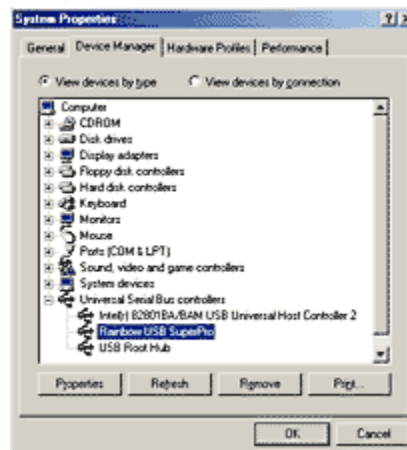 System Properties
General Device Manager Hardware Profiles Performance
View devices by type View devices by connection
Computer
CDROM
Disk drives
Display adapters
Floppy disk controllers
Hard disk controllers
Keyboard
Monitors
Mouse
Ports (COM & LPT)
Sound, video and game controllers
System devices
Universal Serial Bus controllers
Intel(r) 82801BA/BAM USB Universal Host Controller 2
Rainbow USB SuperPro
USB Root Hub
Properties Refresh Remove Print...
OK Cancel